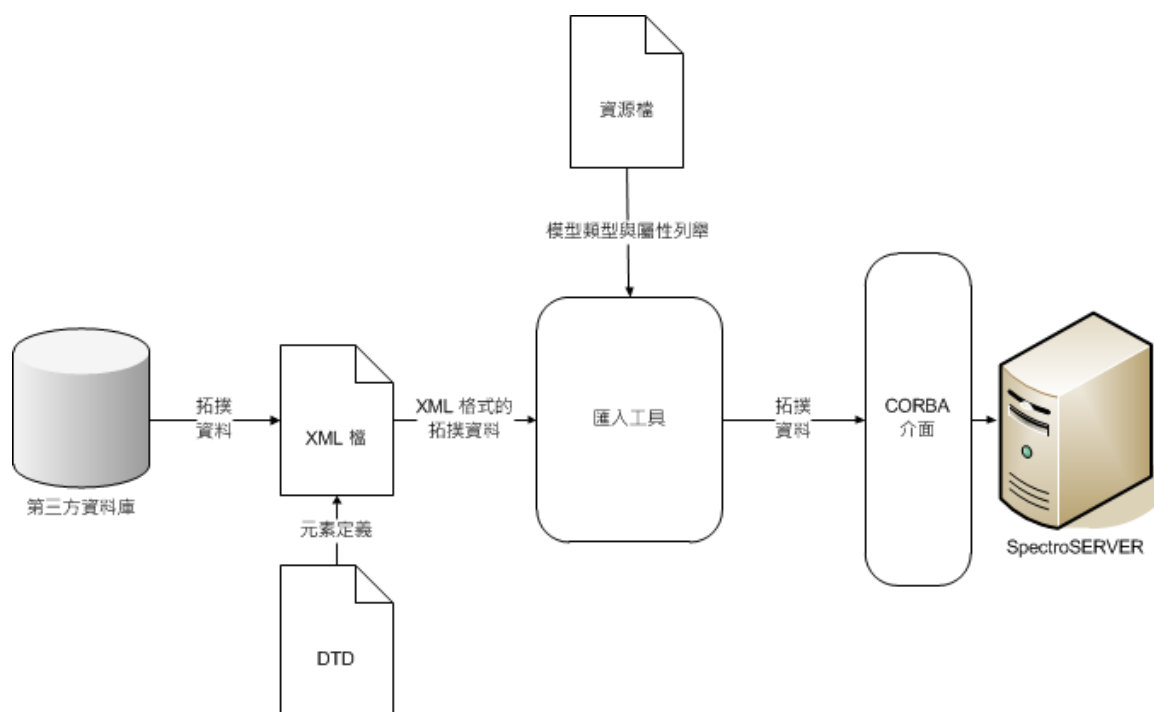 資源檔
模型類型與屬性列舉
拓撲
資料
XML 檔
XML 格式的
拓撲資料
匯入工具
拓撲
資料
CORBA
介面
第三方資料庫
元素定義
SpectroSERVER
DTD